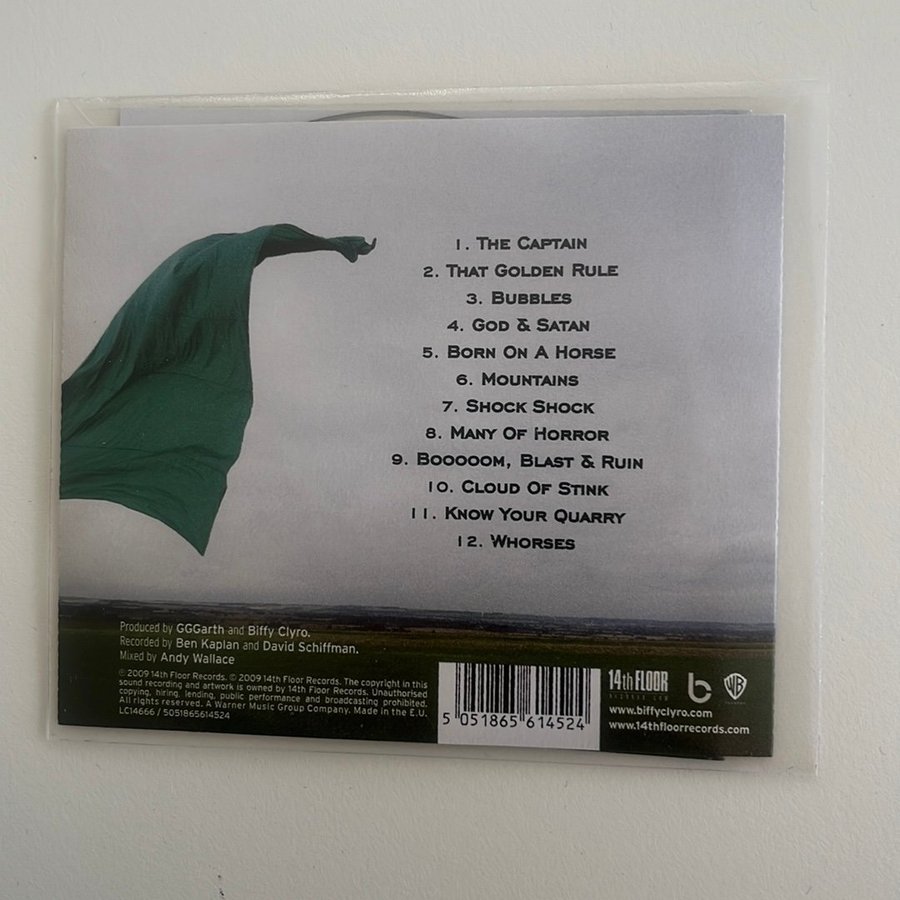 1. The Captain
2. That Golden Rule
3. Bubbles
4. God & Satan
5. Born On A Horse
6. Mountains
7. Shock Shock
8. Many Of Horror
9. Booooom, Blast & Ruin
10. Cloud Of Stink
11. Know Your Quarry
12. Whorses
Produced by GGGarth and Biffy Clyro.
Recorded by Ben Kaplan and David Schiffman.
Mixed by Andy Wallace
℗ 2009 14th Floor Records. © 2009 14th Floor Records. The copyright in this
sound recording and artwork is owned by 14th Floor Records. Unauthorised
copying, hiring, lending, public performance and broadcasting prohibited.
All rights reserved. A Warner Music Group Company. Made in the E.U.
LC14666 / 5051865614524
5 051865 614524
14th FLOOR
WB
www.biffyclyro.com
www.14thfloorrecords.com